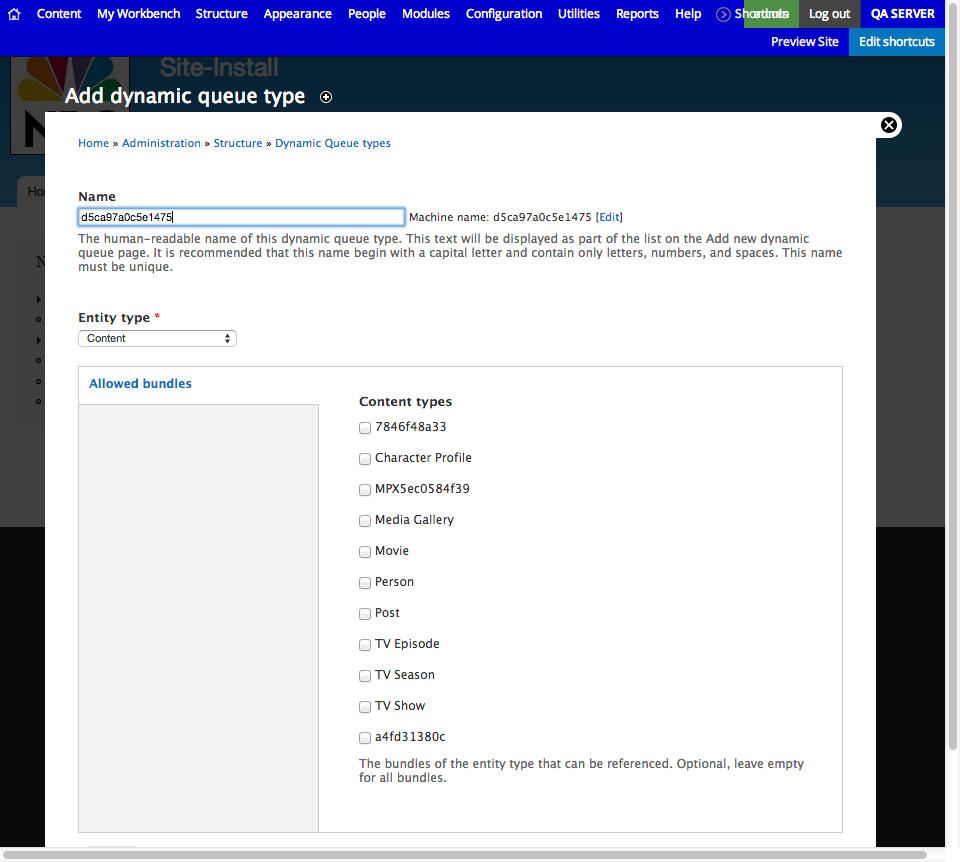 Content My Workbench Structure Appearance People Modules Configuration Utilities Reports Help Shortcuts Log out QA SERVER
Preview Site Edit shortcuts
Site-Install
Add dynamic queue type
Home » Administration » Structure » Dynamic Queue types
Name
d5ca97a0c5e1475 Machine name: d5ca97a0c5e1475 [Edit]
The human-readable name of this dynamic queue type. This text will be displayed as part of the list on the Add new dynamic
queue page. It is recommended that this name begin with a capital letter and contain only letters, numbers, and spaces. This name
must be unique.
Entity type *
Content
Allowed bundles
Content types
7846f48a33
Character Profile
MPX5ec0584f39
Media Gallery
Movie
Person
Post
TV Episode
TV Season
TV Show
a4fd31380c
The bundles of the entity type that can be referenced. Optional, leave empty
for all bundles.